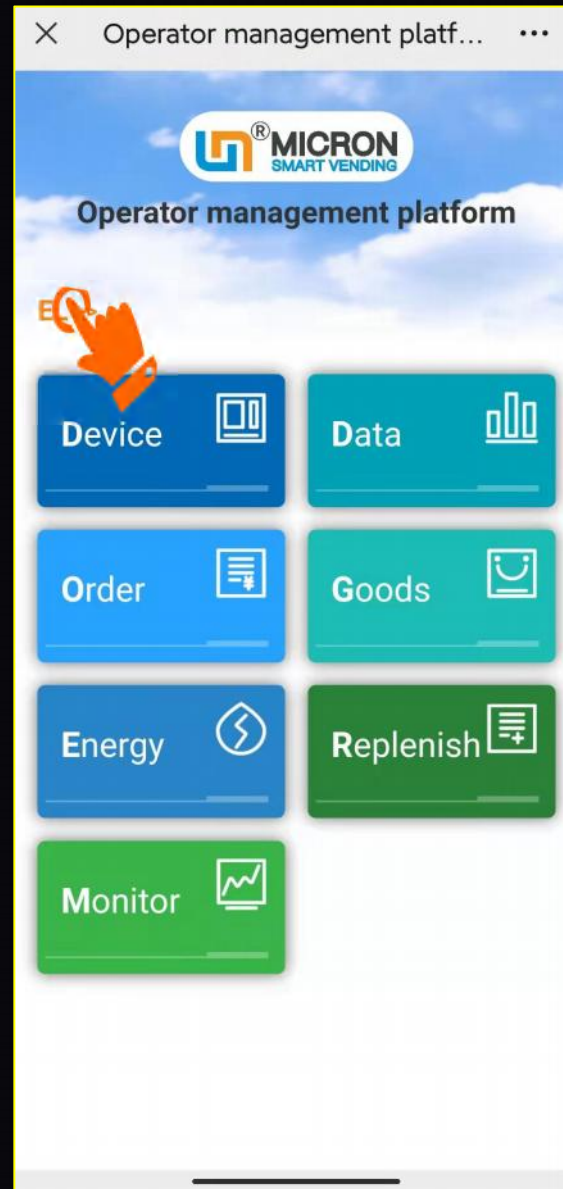 Operator management platf...
®MICRON
SMART VENDING
Operator management platform
Device
Data
Order
Goods
Energy
Replenish
Monitor